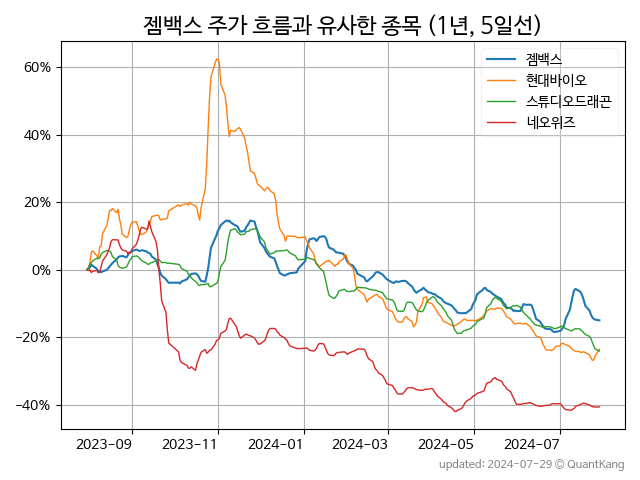 젬백스 주가 흐름과 유사한 종목 (1년, 5일선)
젬백스
현대바이오
스튜디오드래곤
네오위즈
60%
40%
20%
0%
−20%
−40%
2023-09
2023-11
2024-01
2024-03
2024-05
2024-07
updated: 2024-07-29 © QuantKang